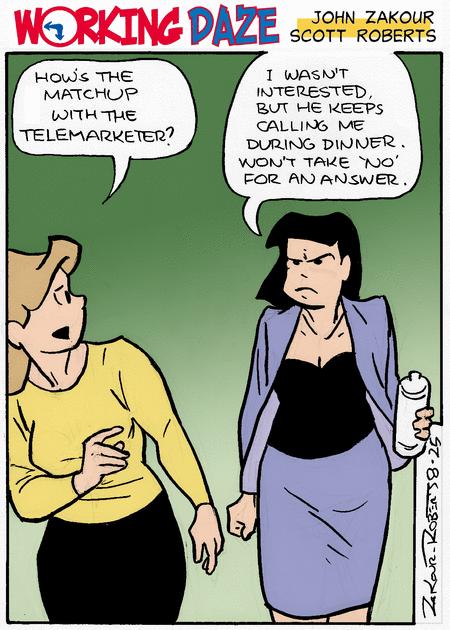 WORKING DAZE
JOHN ZAKOUR
SCOTT ROBERTS
HOW'S THE
MATCHUP
WITH THE
TELEMARKETER?
I WASN'T
INTERESTED,
BUT HE KEEPS
CALLING ME
DURING DINNER.
WON'T TAKE 'NO'
FOR AN ANSWER.
ZAKOUR-ROBERTS 8-25